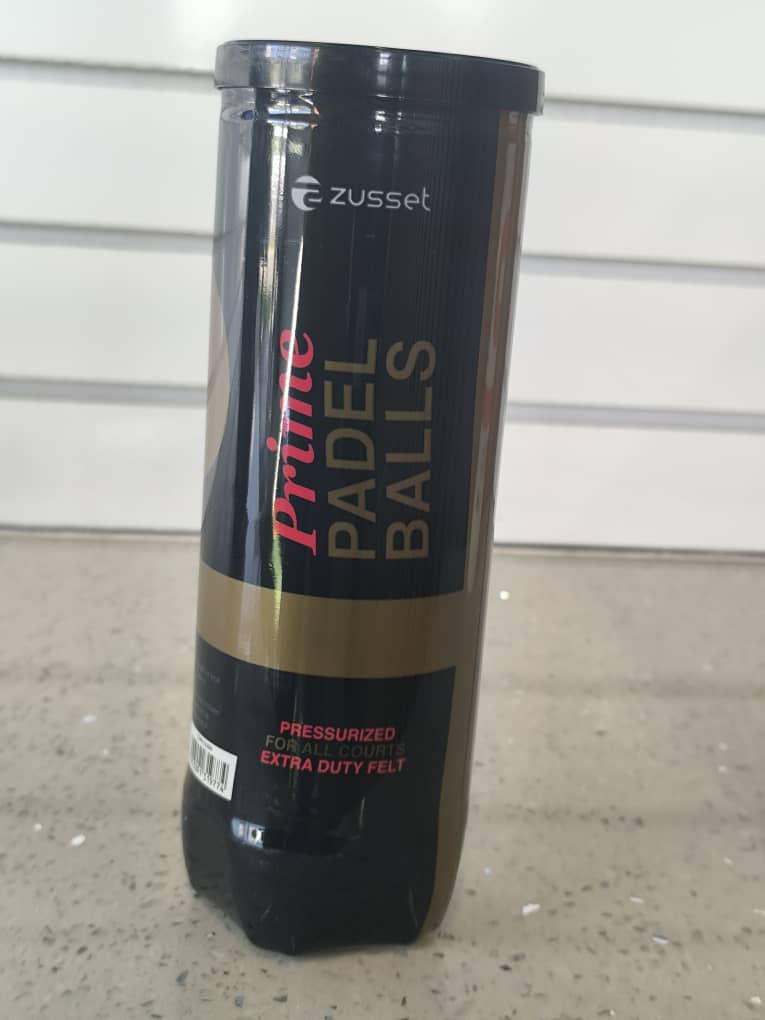 zusset
Prime
PADEL
BALLS
PRESSURIZED
FOR ALL COURTS
EXTRA DUTY FELT